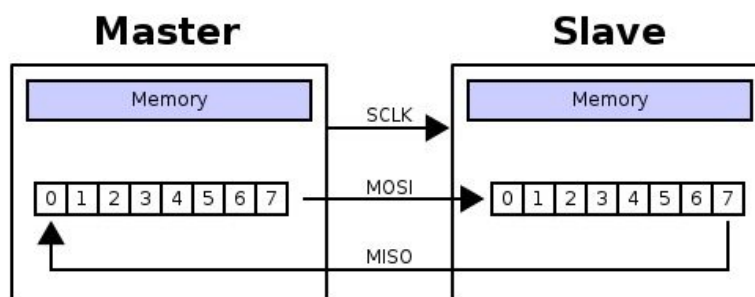 Master Slave
Memory Memory
SCLK
0 1 2 3 4 5 6 7 MOSI 0 1 2 3 4 5 6 7
MISO